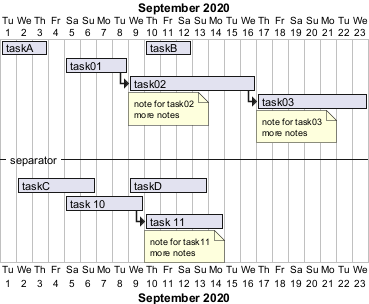 September 2020
Tu We Th Fr Sa Su Mo Tu We Th Fr Sa Su Mo Tu We Th Fr Sa Su Mo Tu We
1 2 3 4 5 6 7 8 9 10 11 12 13 14 15 16 17 18 19 20 21 22 23
taskA taskB
task01
task02
note for task02
more notes
task03
note for task03
more notes
separator
taskC taskD
task 10
task 11
note for task11
more notes
Tu We Th Fr Sa Su Mo Tu We Th Fr Sa Su Mo Tu We Th Fr Sa Su Mo Tu We
1 2 3 4 5 6 7 8 9 10 11 12 13 14 15 16 17 18 19 20 21 22 23
September 2020